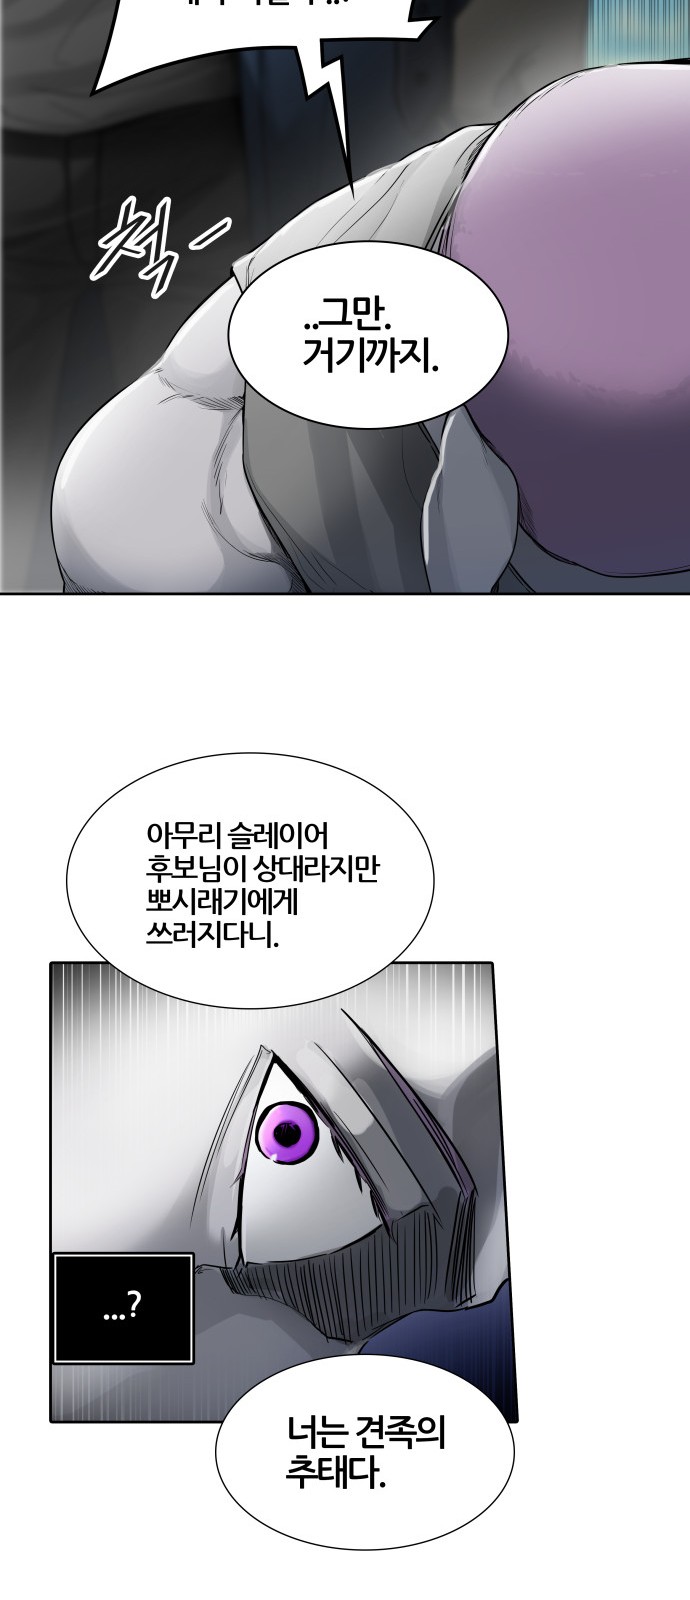 척
..그만.
거기까지.
아무리 슬레이어
후보님이 상대라지만
뽀시래기에게
쓰러지다니.
...?
너는 견족의
추태다.